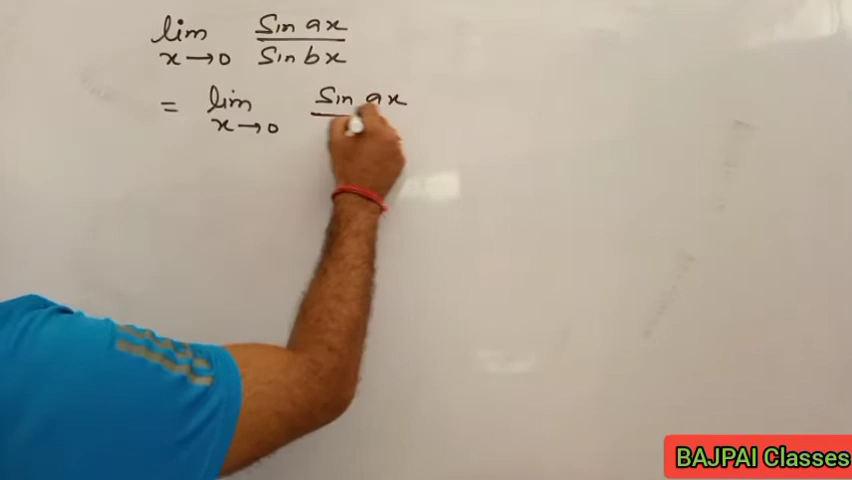 lim sin ax
x→0 sin bx
= lim sin ax
x→0
BAJPAI Classes